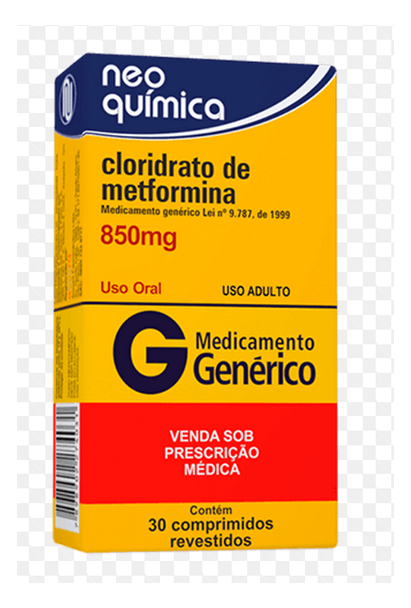 neo
química
cloridrato de
metformina
Medicamento genérico Lei nº 9.787, de 1999
850mg
Uso Oral
USO ADULTO
G Medicamento
Genérico
VENDA SOB
PRESCRIÇÃO
MÉDICA
Contém
30 comprimidos
revestidos